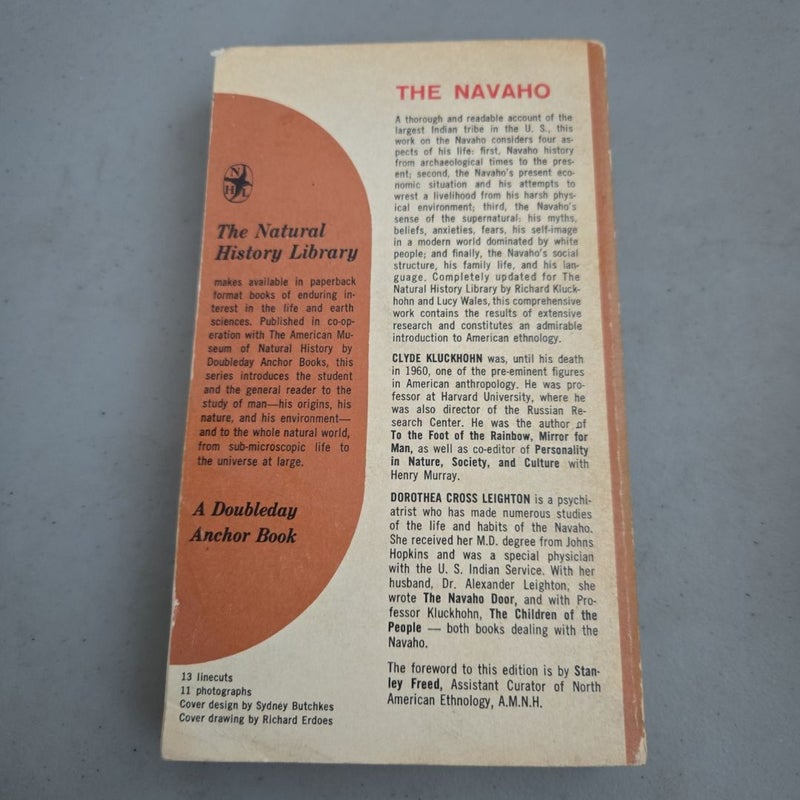 N
H L
The Natural
History Library
makes available in paperback
format books of enduring in-
terest in the life and earth
sciences. Published in co-op-
eration with The American Mu-
seum of Natural History by
Doubleday Anchor Books, this
series introduces the student
and the general reader to the
study of man—his origins, his
nature, and his environment—
and to the whole natural world,
from sub-microscopic life to
the universe at large.
A Doubleday
Anchor Book
13 linecuts
11 photographs
Cover design by Sydney Butchkes
Cover drawing by Richard Erdoes
THE NAVAHO
A thorough and readable account of the
largest Indian tribe in the U. S., this
work on the Navaho considers four as-
pects of his life: first, Navaho history
from archaeological times to the pres-
ent; second, the Navaho's present eco-
nomic situation and his attempts to
wrest a livelihood from his harsh phys-
ical environment; third, the Navaho's
sense of the supernatural: his myths,
beliefs, anxieties, fears, his self-image
in a modern world dominated by white
people; and finally, the Navaho's social
structure, his family life, and his lan-
guage. Completely updated for The
Natural History Library by Richard Kluck-
hohn and Lucy Wales, this comprehensive
work contains the results of extensive
research and constitutes an admirable
introduction to American ethnology.
CLYDE KLUCKHOHN was, until his death
in 1960, one of the pre-eminent figures
in American anthropology. He was pro-
fessor at Harvard University, where he
was also director of the Russian Re-
search Center. He was the author of
To the Foot of the Rainbow, Mirror for
Man, as well as co-editor of Personality
in Nature, Society, and Culture with
Henry Murray.
DOROTHEA CROSS LEIGHTON is a psychi-
atrist who has made numerous studies
of the life and habits of the Navaho.
She received her M.D. degree from Johns
Hopkins and was a special physician
with the U. S. Indian Service. With her
husband, Dr. Alexander Leighton, she
wrote The Navaho Door, and with Pro-
fessor Kluckhohn, The Children of the
People — both books dealing with the
Navaho.
The foreword to this edition is by Stan-
ley Freed, Assistant Curator of North
American Ethnology, A.M.N.H.